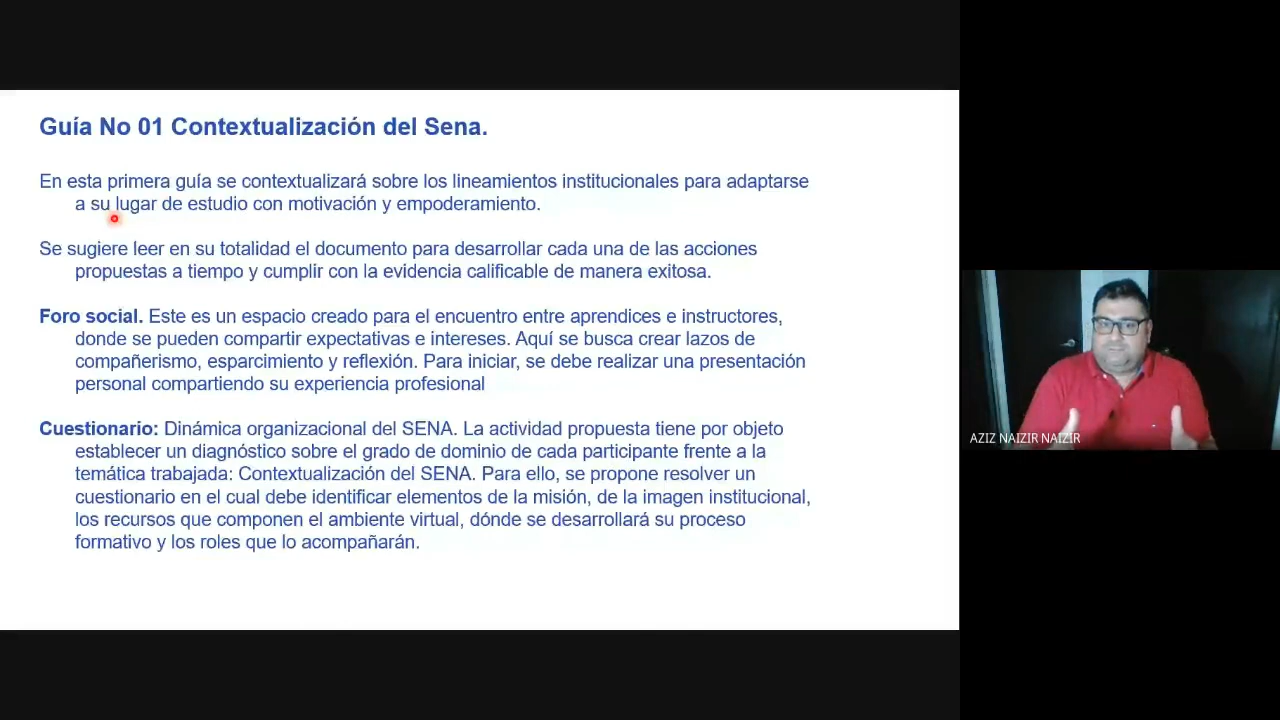 Guía No 01 Contextualización del Sena.
En esta primera guía se contextualizará sobre los lineamientos institucionales para adaptarse
a su lugar de estudio con motivación y empoderamiento.
Se sugiere leer en su totalidad el documento para desarrollar cada una de las acciones
propuestas a tiempo y cumplir con la evidencia calificable de manera exitosa.
Foro social. Este es un espacio creado para el encuentro entre aprendices e instructores,
donde se pueden compartir expectativas e intereses. Aquí se busca crear lazos de
compañerismo, esparcimiento y reflexión. Para iniciar, se debe realizar una presentación
personal compartiendo su experiencia profesional
Cuestionario: Dinámica organizacional del SENA. La actividad propuesta tiene por objeto
establecer un diagnóstico sobre el grado de dominio de cada participante frente a la
temática trabajada: Contextualización del SENA. Para ello, se propone resolver un
cuestionario en el cual debe identificar elementos de la misión, de la imagen institucional,
los recursos que componen el ambiente virtual, dónde se desarrollará su proceso
formativo y los roles que lo acompañarán.
AZIZ NAIZIR NAIZIR